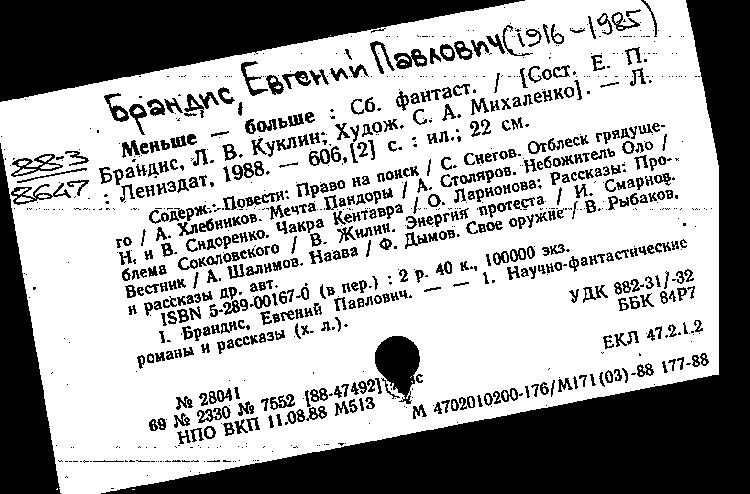 Брандис, Евгений Павлович (1916-1985)
88-3
8647
Меньше — больше : Сб. фантаст. / [Сост. Е. П.
Брандис, Л. В. Куклин; Худож. С. А. Михаленко]. — Л.
: Лениздат, 1988. — 606,[2] с. : ил.; 22 см.
Содерж.: Повести: Право на поиск / С. Снегов. Отблеск грядуще-
го / А. Хлебников. Мечта Пандоры / А. Столяров. Небожитель Оло /
Н. и В. Сидоренко. Чакра Кентавра / О. Ларионова; Рассказы: Про-
блема Соколовского / В. Жилин. Энергия протеста / И. Смарнов.
Вестник / А. Шалимов. Наава / Ф. Дымов. Свое оружие / В. Рыбаков.
и рассказы др. авт.
ISBN 5-289-00167-0 (в пер.) : 2 р. 40 к., 100000 экз.
1. Брандис, Евгений Павлович. — — 1. Научно-фантастические
романы и рассказы (х. л.).
УДК 882-31/-32
ББК 84Р7
ЕКЛ 47.2.1.2
№ 28041
69 № 2330 № 7552 [88-47492]
НПО ВКП 11.08.88 М513
М 4702010200-176/М171(03)-88 177-88